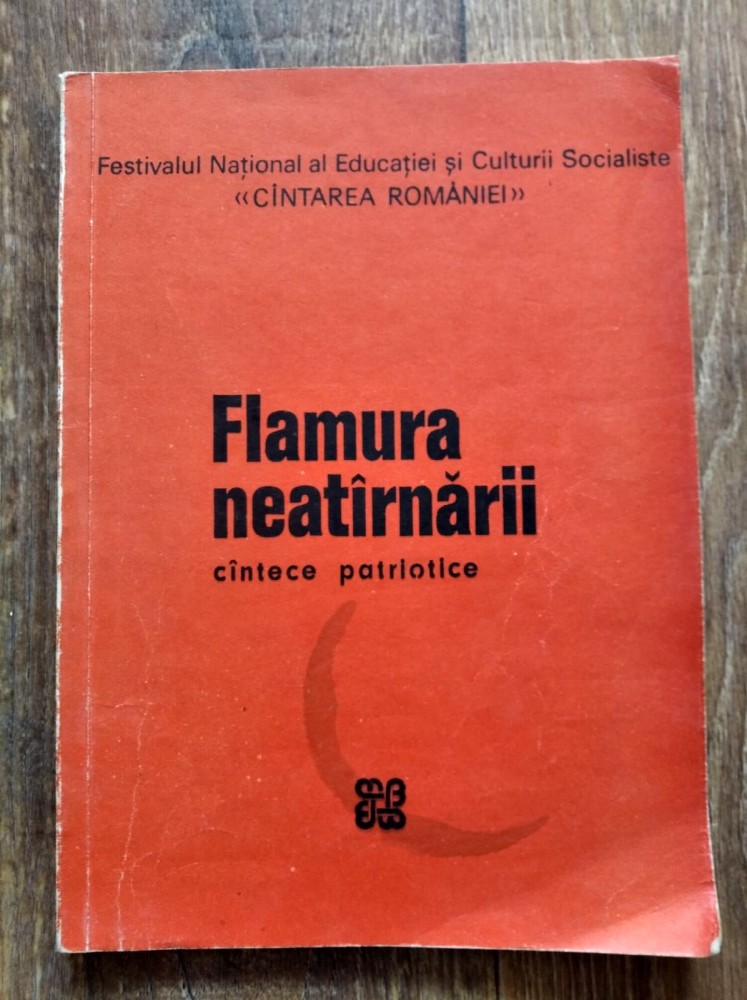 Festivalul Național al Educației și Culturii Socialiste
«CÎNTAREA ROMÂNIEI»
Flamura
neatîrnării
cîntece patriotice